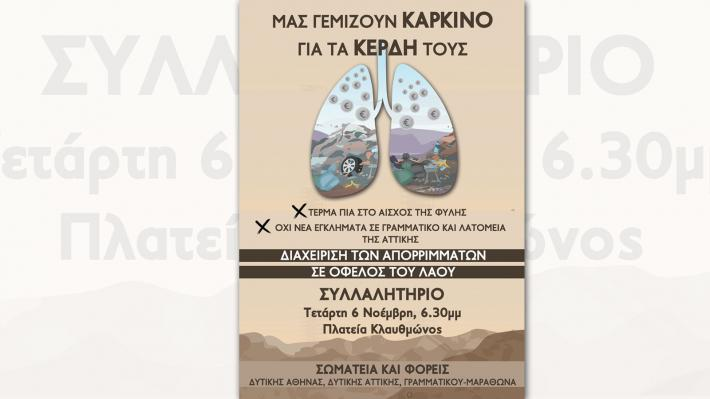 ΜΑΣ ΓΕΜΙΖΟΥΝ ΚΑΡΚΙΝΟ
ΓΙΑ ΤΑ ΚΕΡΔΗ ΤΟΥΣ
ΤΕΡΜΑ ΠΙΑ ΣΤΟ ΑΙΣΧΟΣ ΤΗΣ ΦΥΛΗΣ
ΟΧΙ ΝΕΑ ΕΓΚΛΗΜΑΤΑ ΣΕ ΓΡΑΜΜΑΤΙΚΟ ΚΑΙ ΛΑΤΟΜΕΙΑ
ΤΗΣ ΑΤΤΙΚΗΣ
ΔΙΑΧΕΙΡΙΣΗ ΤΩΝ ΑΠΟΡΡΙΜΜΑΤΩΝ
ΣΕ ΟΦΕΛΟΣ ΤΟΥ ΛΑΟΥ
ΣΥΛΛΑΛΗΤΗΡΙΟ
Τετάρτη 6 Νοέμβρη, 6.30μμ
Πλατεία Κλαυθμώνος
ΣΩΜΑΤΕΙΑ ΚΑΙ ΦΟΡΕΙΣ
ΔΥΤΙΚΗΣ ΑΘΗΝΑΣ, ΔΥΤΙΚΗΣ ΑΤΤΙΚΗΣ, ΓΡΑΜΜΑΤΙΚΟΥ-ΜΑΡΑΘΩΝΑ